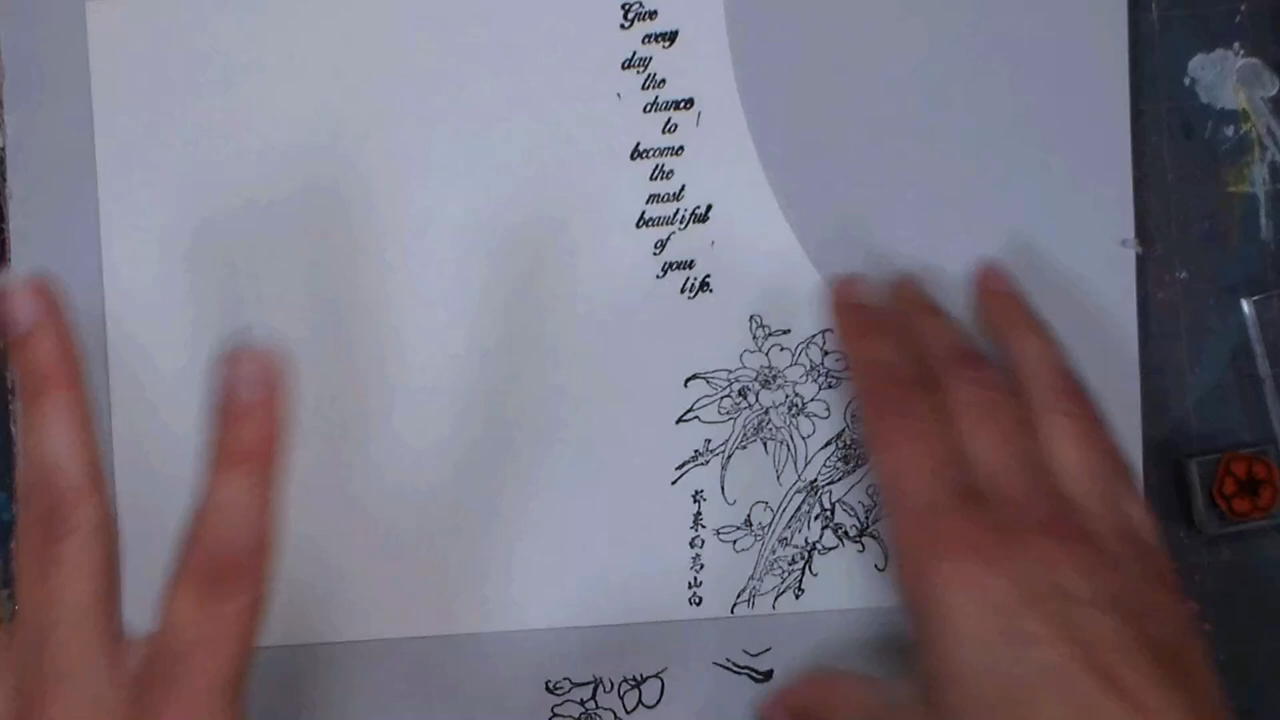 Give
every
day
the
chance
to
become
the
most
beautiful
of
your
life.